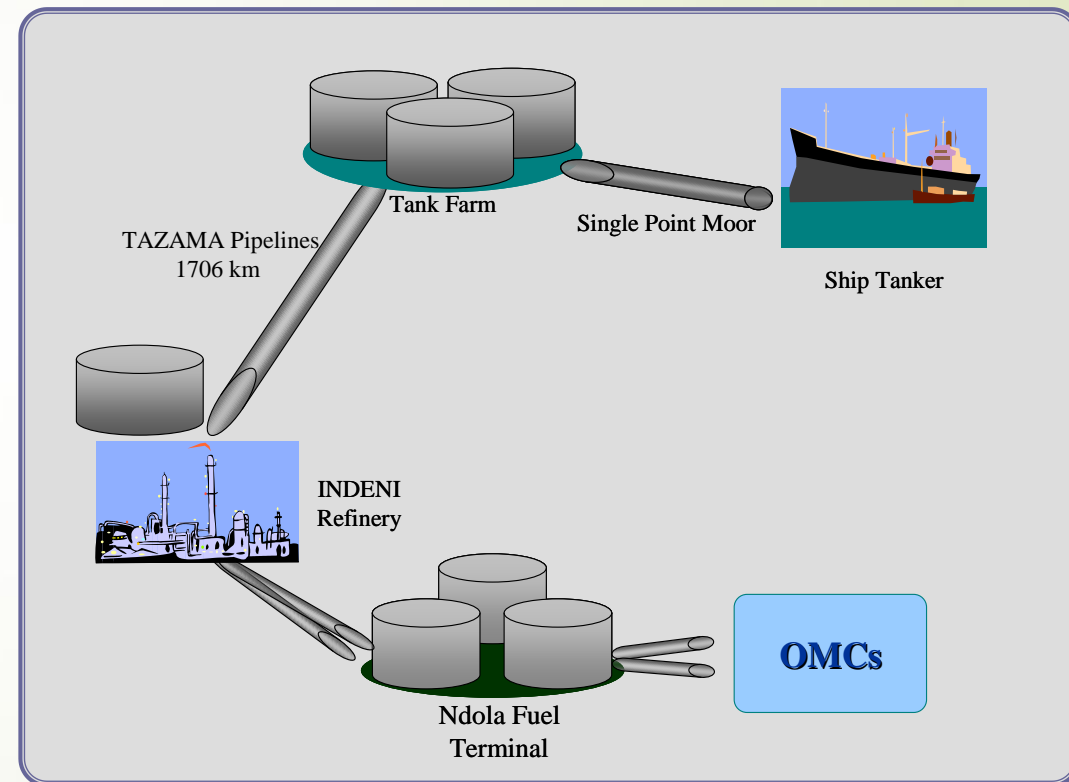 Tank Farm
Single Point Moor
TAZAMA Pipelines
1706 km
Ship Tanker
INDENI
Refinery
OMCs
Ndola Fuel
Terminal